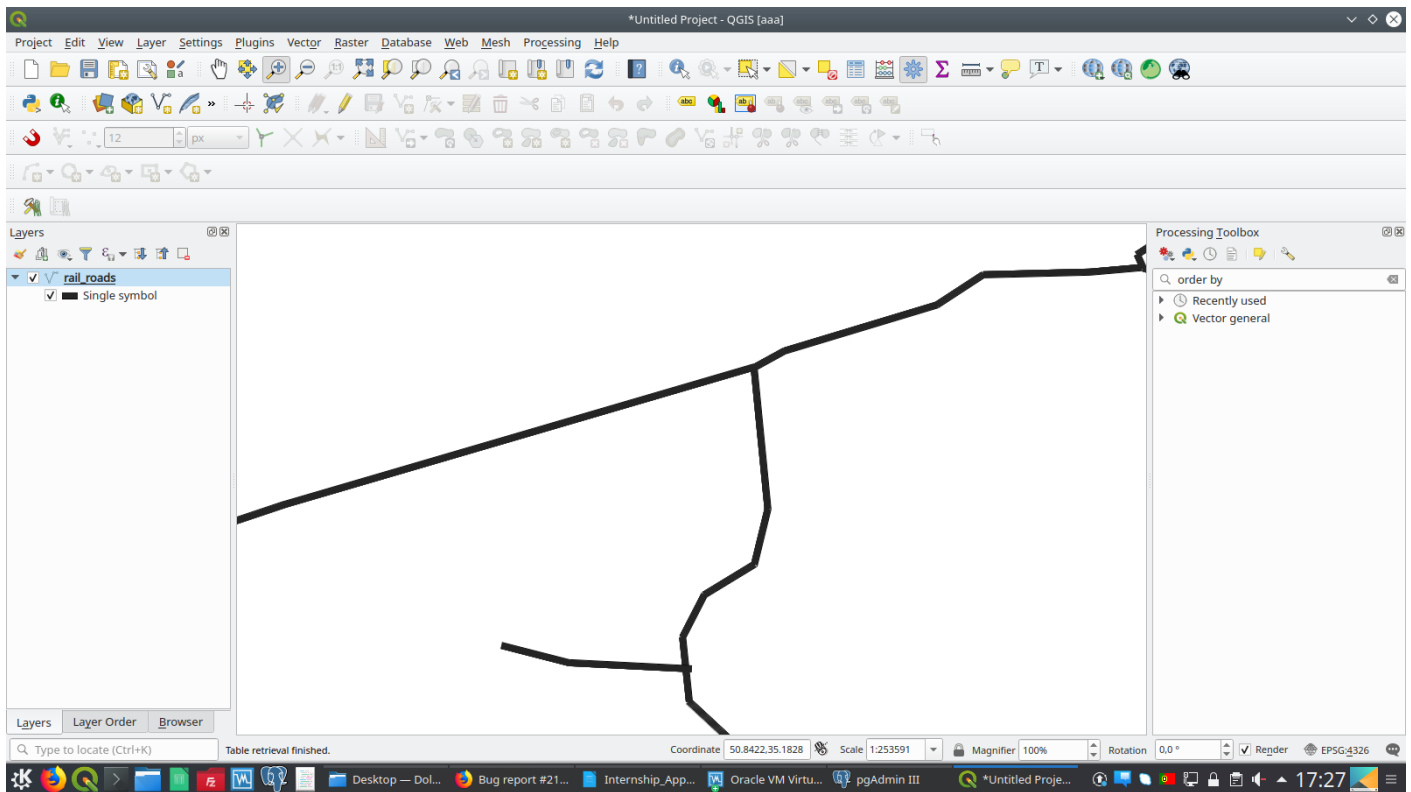 *Untitled Project - QGIS [aaa]
Project Edit View Layer Settings Plugins Vector Raster Database Web Mesh Processing Help
12 px
Layers
rail_roads
Single symbol
Processing Toolbox
order by
Recently used
Vector general
Layers Layer Order Browser
Type to locate (Ctrl+K) Table retrieval finished. Coordinate 50.8422,35.1828 Scale 1:253591 Magnifier 100% Rotation 0,0 ° Render EPSG:4326
Desktop — Dol... Bug report #21... Internship_App... Oracle VM Virtu... pgAdmin III *Untitled Proje... 17:27